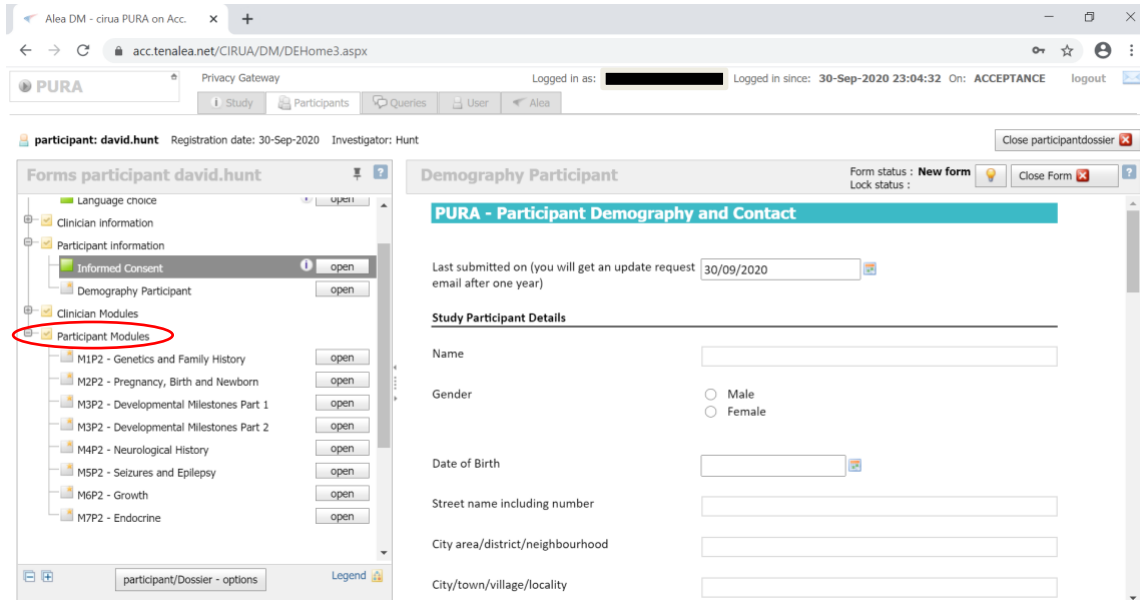 Alea DM - cirua PURA on Acc.
acc.tenalea.net/CIRUA/DM/DEHome3.aspx
PURA
Privacy Gateway
Logged in as:
Logged in since: 30-Sep-2020 23:04:32 On: ACCEPTANCE
logout
Study
Participants
Queries
User
Alea
participant: david.hunt Registration date: 30-Sep-2020 Investigator: Hunt
Close participantdossier
Forms participant david.hunt
Language choice
open
Clinician information
Participant information
Informed Consent
open
Demography Participant
open
Clinician Modules
Participant Modules
M1P2 - Genetics and Family History
open
M2P2 - Pregnancy, Birth and Newborn
open
M3P2 - Developmental Milestones Part 1
open
M3P2 - Developmental Milestones Part 2
open
M4P2 - Neurological History
open
M5P2 - Seizures and Epilepsy
open
M6P2 - Growth
open
M7P2 - Endocrine
open
participant/Dossier - options
Legend
Demography Participant
Form status : New form
Lock status :
Close Form
PURA - Participant Demography and Contact
Last submitted on (you will get an update request
email after one year)
30/09/2020
Study Participant Details
Name
Gender
Male
Female
Date of Birth
Street name including number
City area/district/neighbourhood
City/town/village/locality